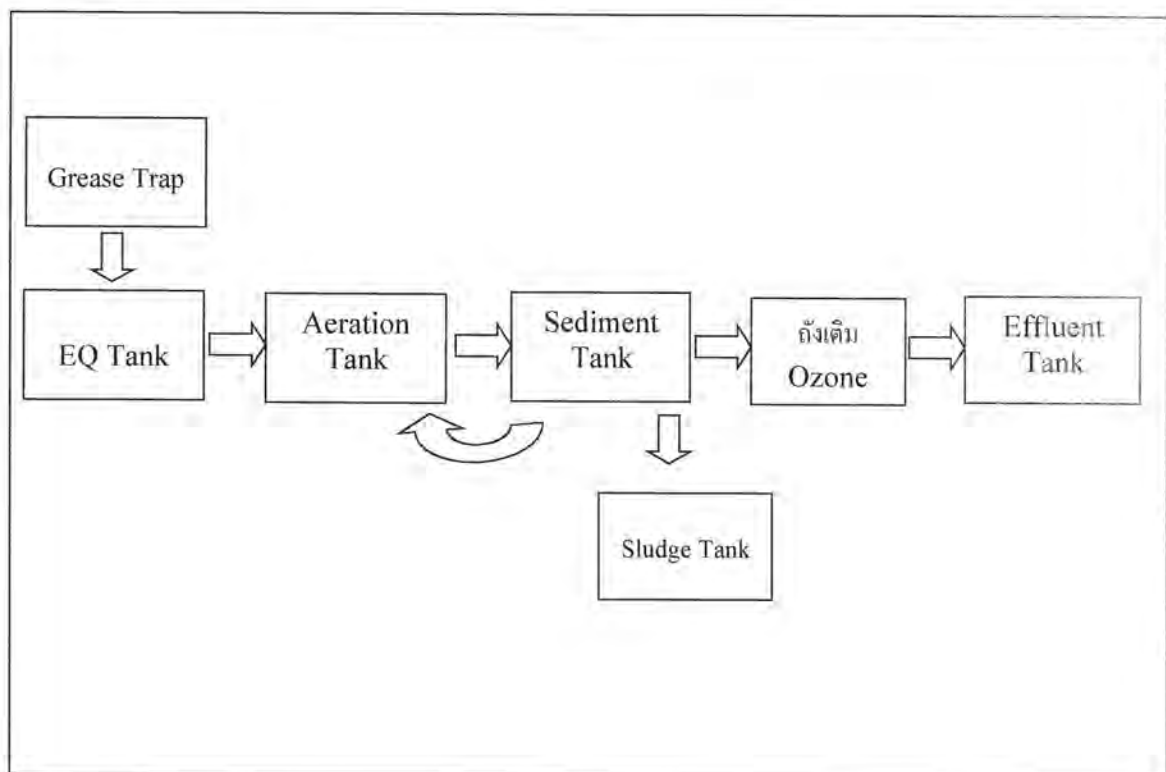 Grease Trap
EQ Tank
Aeration
Tank
Sediment
Tank
ถังเติม
Ozone
Effluent
Tank
Sludge Tank